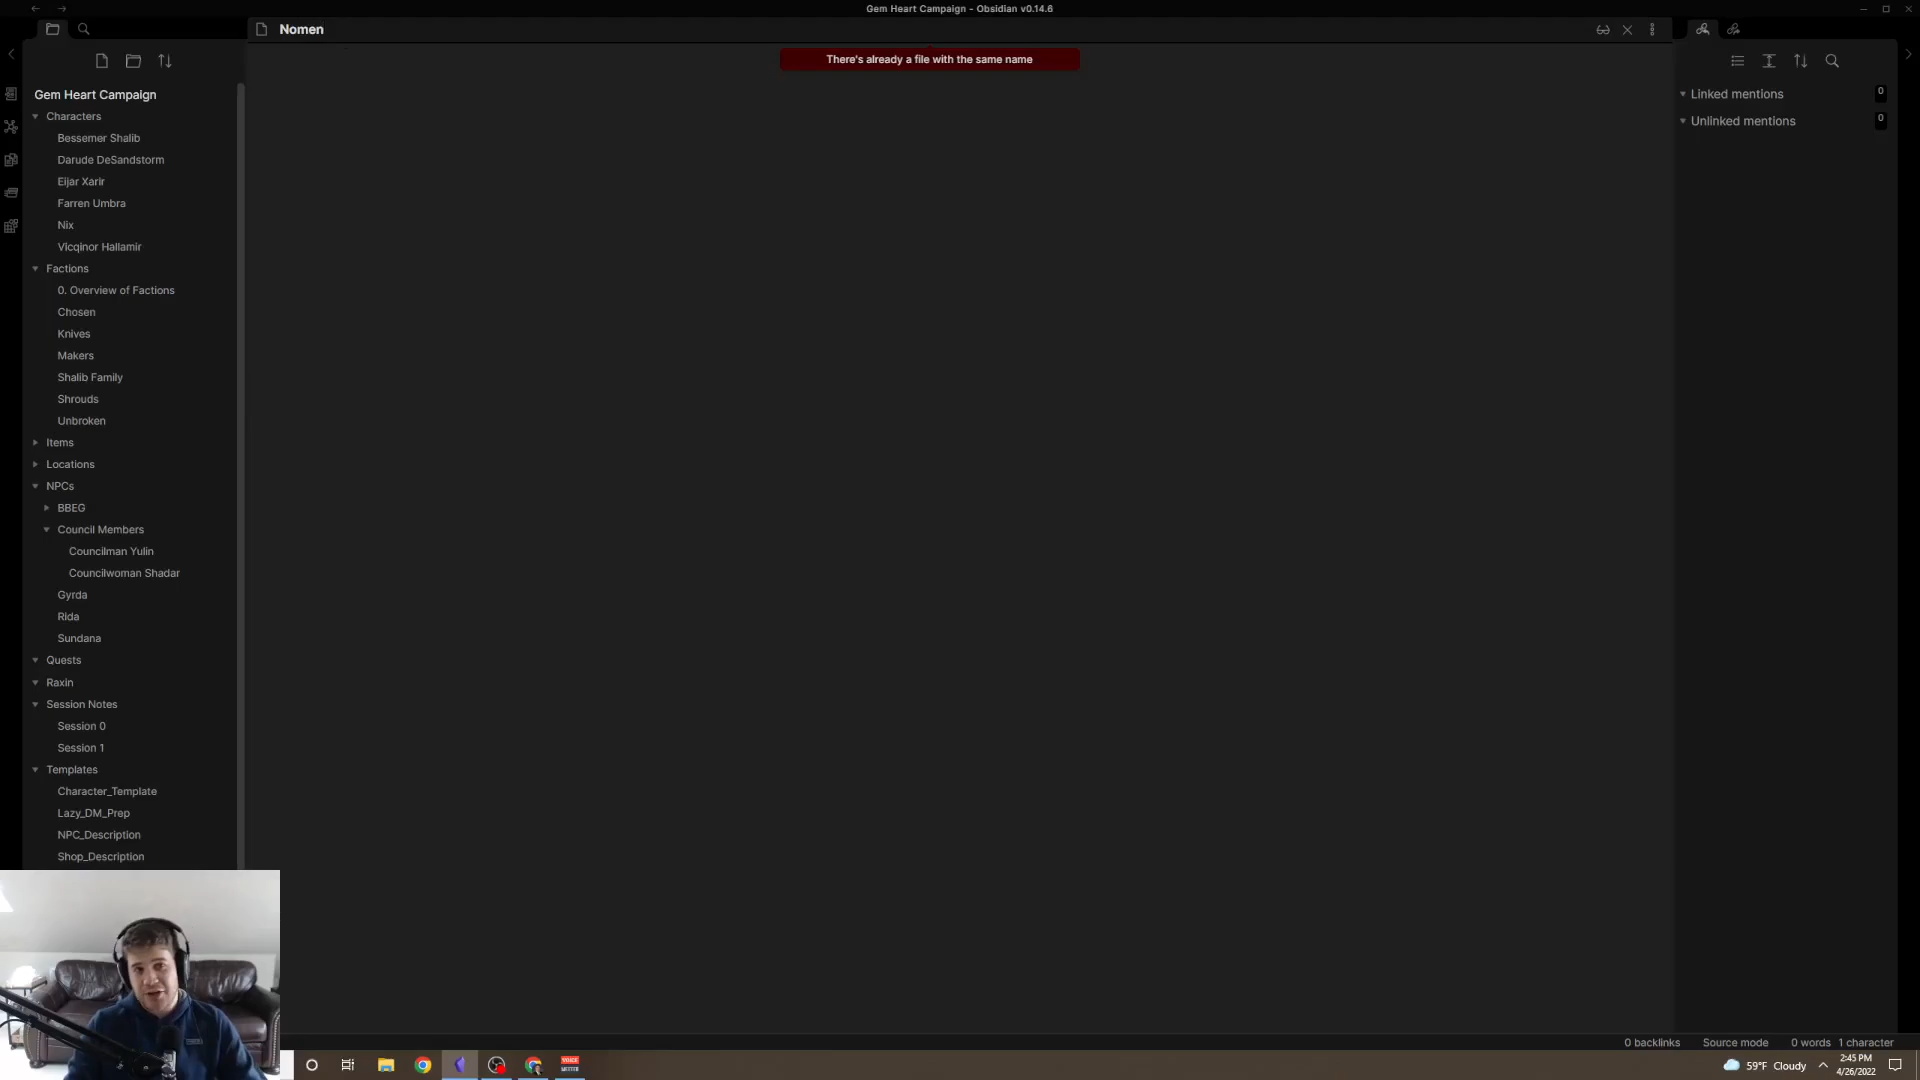 Gem Heart Campaign - Obsidian v0.14.6
Nomen
There's already a file with the same name
Gem Heart Campaign
Characters
Bessemer Shalib
Darude DeSandstorm
Eijar Xarir
Farren Umbra
Nix
Vicqinor Hallamir
Factions
0. Overview of Factions
Chosen
Knives
Makers
Shalib Family
Shrouds
Unbroken
Items
Locations
NPCs
BBEG
Council Members
Councilman Yulin
Councilwoman Shadar
Gyrda
Rida
Sundana
Quests
Raxin
Session Notes
Session 0
Session 1
Templates
Character_Template
Lazy_DM_Prep
NPC_Description
Shop_Description
Linked mentions 0
Unlinked mentions 0
0 backlinks Source mode 0 words 1 character
59°F Cloudy
2:45 PM
4/26/2022